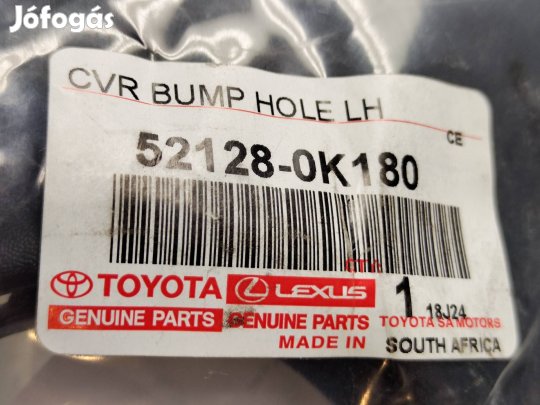 Jófogás
CVR BUMP HOLE LH
CE
52128-0K180
TOYOTA LEXUS 1 18J24
GENUINE PARTS GENUINE PARTS TOYOTA SA MOTORS
MADE IN SOUTH AFRICA